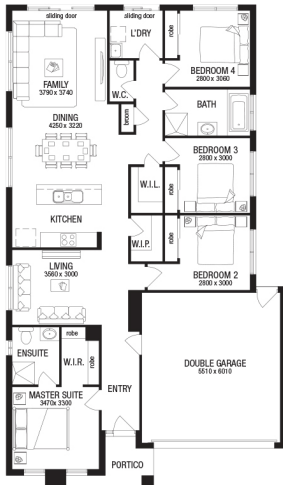 sliding door
sliding door
L'DRY
robe
BEDROOM 4
2800 x 3060
FAMILY
3790 x 3740
W.C.
BATH
DINING
4250 x 3220
broom
BEDROOM 3
2800 x 3000
robe
W.I.L.
KITCHEN
W.I.P.
robe
BEDROOM 2
2800 x 3000
LIVING
3560 x 3000
robe
ENSUITE
W.I.R.
robe
DOUBLE GARAGE
5510 x 6010
MASTER SUITE
3470 x 3300
ENTRY
PORTICO